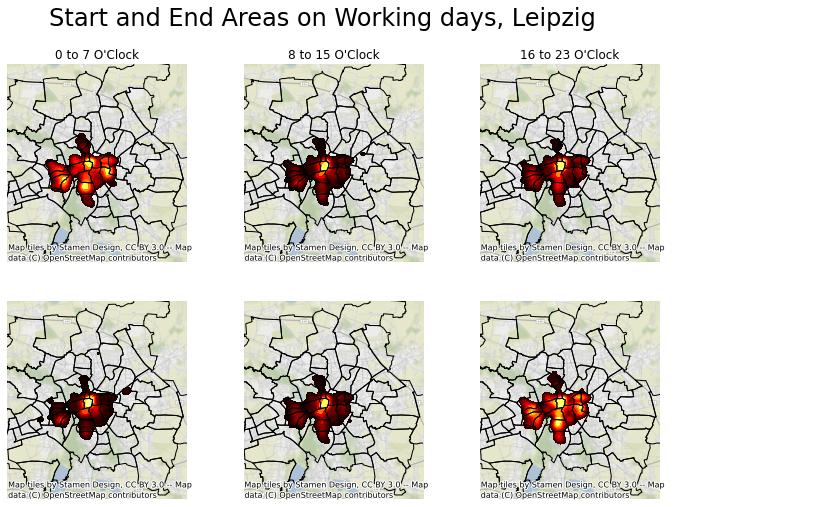 Start and End Areas on Working days, Leipzig
0 to 7 O'Clock
8 to 15 O'Clock
16 to 23 O'Clock
Map tiles by Stamen Design, CC BY 3.0 -- Map
data (C) OpenStreetMap contributors
Map tiles by Stamen Design, CC BY 3.0 -- Map
data (C) OpenStreetMap contributors
Map tiles by Stamen Design, CC BY 3.0 -- Map
data (C) OpenStreetMap contributors
Map tiles by Stamen Design, CC BY 3.0 -- Map
data (C) OpenStreetMap contributors
Map tiles by Stamen Design, CC BY 3.0 -- Map
data (C) OpenStreetMap contributors
Map tiles by Stamen Design, CC BY 3.0 -- Map
data (C) OpenStreetMap contributors